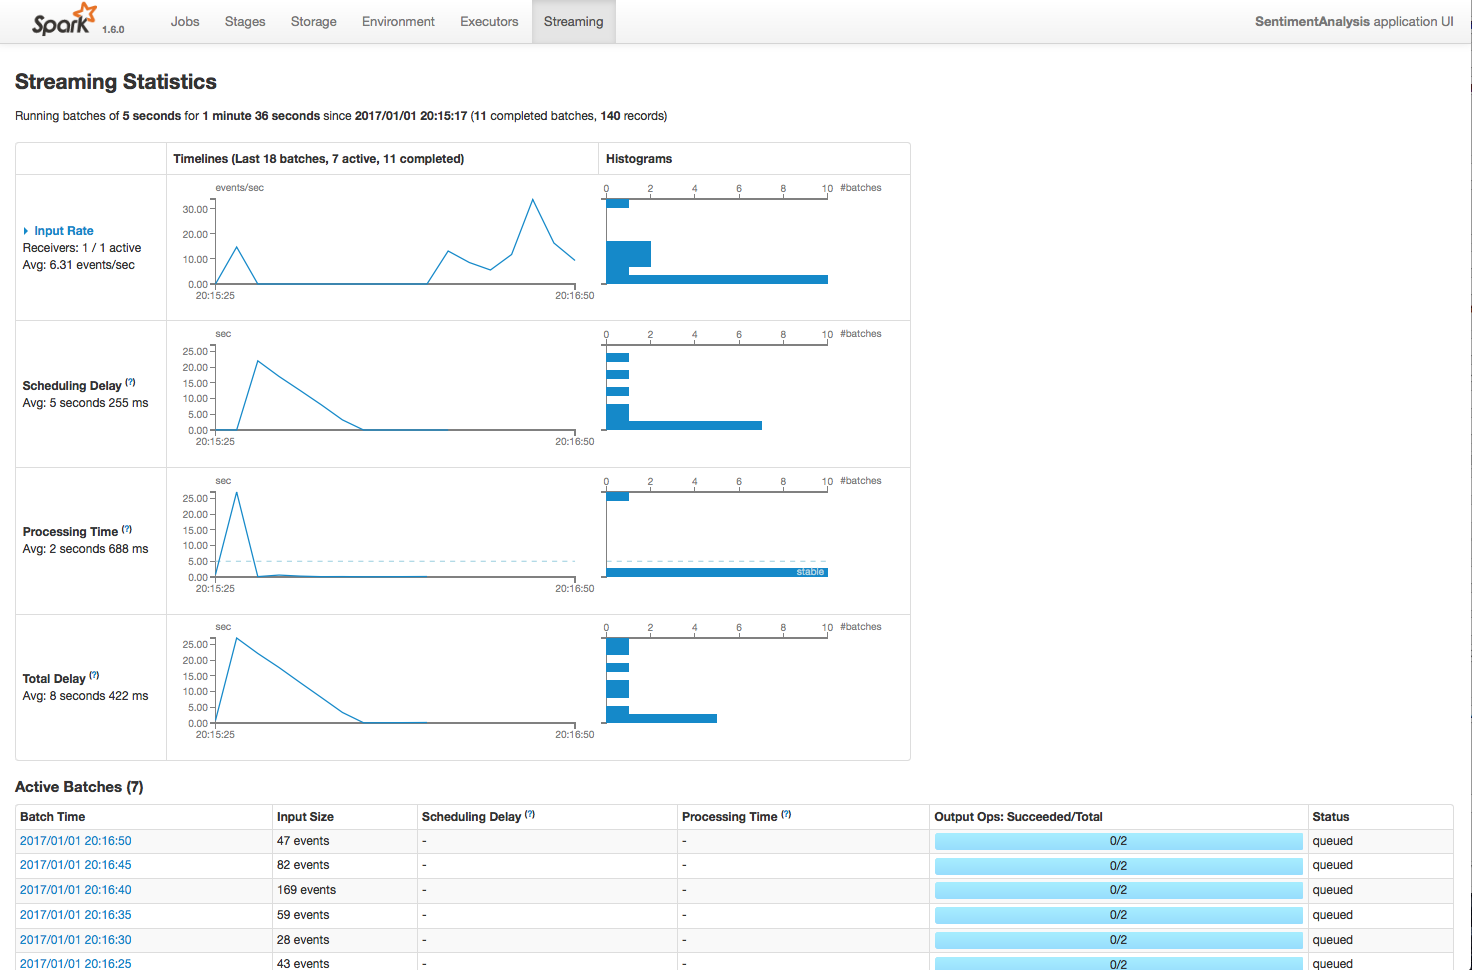 Spark 1.6.0 Jobs Stages Storage Environment Executors Streaming SentimentAnalysis application UI
Streaming Statistics
Running batches of 5 seconds for 1 minute 36 seconds since 2017/01/01 20:15:17 (11 completed batches, 140 records)
Timelines (Last 18 batches, 7 active, 11 completed) Histograms
Input Rate
Receivers: 1 / 1 active
Avg: 6.31 events/sec
events/sec
30.00
20.00
10.00
0.00
20:15:25 20:16:50
0 2 4 6 8 10 #batches
Scheduling Delay (?)
Avg: 5 seconds 255 ms
sec
25.00
20.00
15.00
10.00
5.00
0.00
20:15:25 20:16:50
0 2 4 6 8 10 #batches
Processing Time (?)
Avg: 2 seconds 688 ms
sec
25.00
20.00
15.00
10.00
5.00
0.00
20:15:25 20:16:50
0 2 4 6 8 10 #batches
stable
Total Delay (?)
Avg: 8 seconds 422 ms
sec
25.00
20.00
15.00
10.00
5.00
0.00
20:15:25 20:16:50
0 2 4 6 8 10 #batches
Active Batches (7)
Batch Time Input Size Scheduling Delay (?) Processing Time (?) Output Ops: Succeeded/Total Status
2017/01/01 20:16:50 47 events - - 0/2 queued
2017/01/01 20:16:45 82 events - - 0/2 queued
2017/01/01 20:16:40 169 events - - 0/2 queued
2017/01/01 20:16:35 59 events - - 0/2 queued
2017/01/01 20:16:30 28 events - - 0/2 queued
2017/01/01 20:16:25 43 events - - 0/2 queued